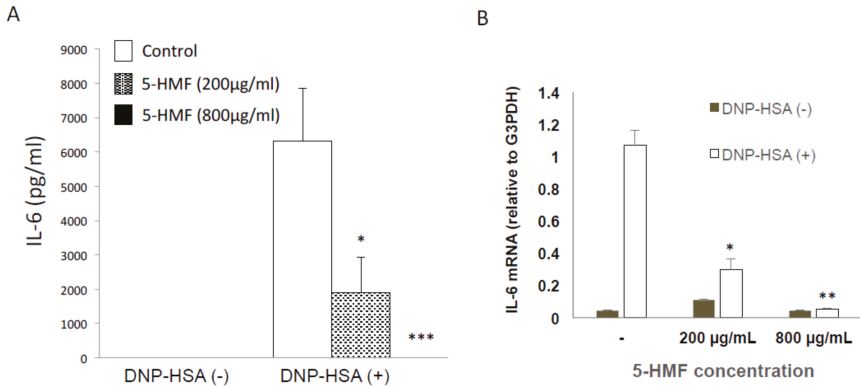 A
Control
5-HMF (200µg/ml)
5-HMF (800µg/ml)
9000
8000
7000
6000
5000
4000
3000
2000
1000
0
IL-6 (pg/ml)
*
***
DNP-HSA (-)
DNP-HSA (+)
B
DNP-HSA (-)
DNP-HSA (+)
1.4
1.2
1
0.8
0.6
0.4
0.2
0
IL-6 mRNA (relative to G3PDH)
*
**
-
200 µg/mL
800 µg/mL
5-HMF concentration